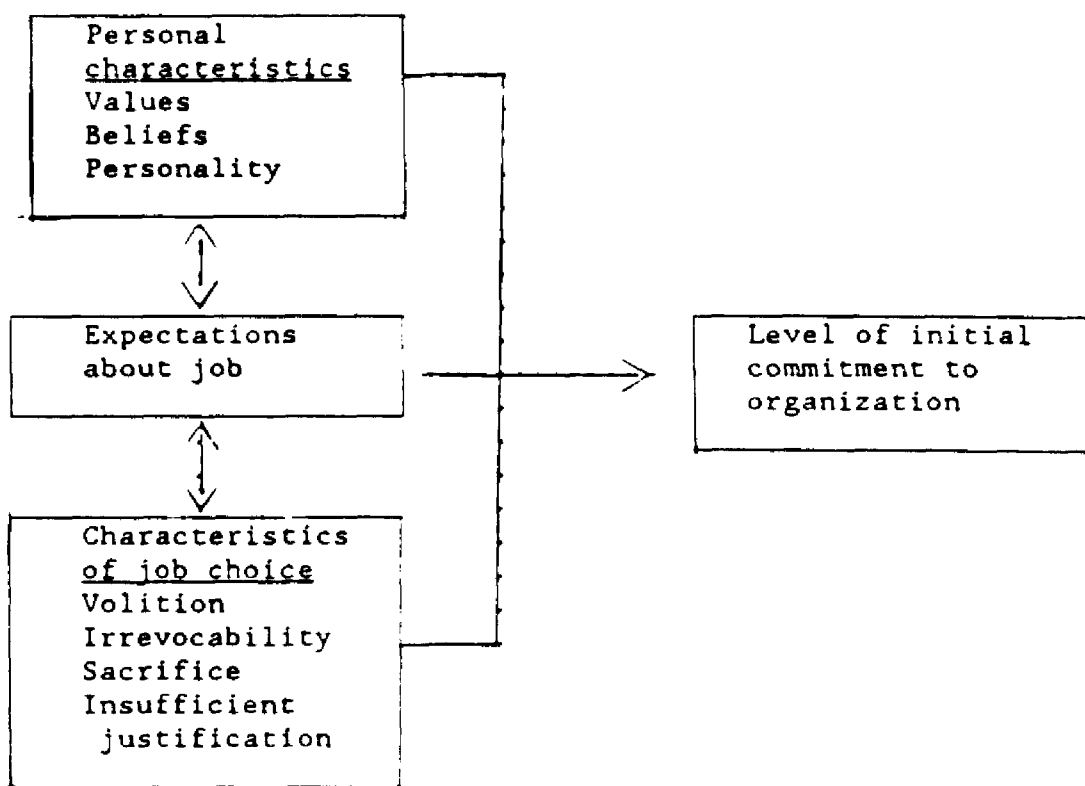 Personal
characteristics
Values
Beliefs
Personality
Expectations
about job
Level of initial
commitment to
organization
Characteristics
of job choice
Volition
Irrevocability
Sacrifice
Insufficient
justification